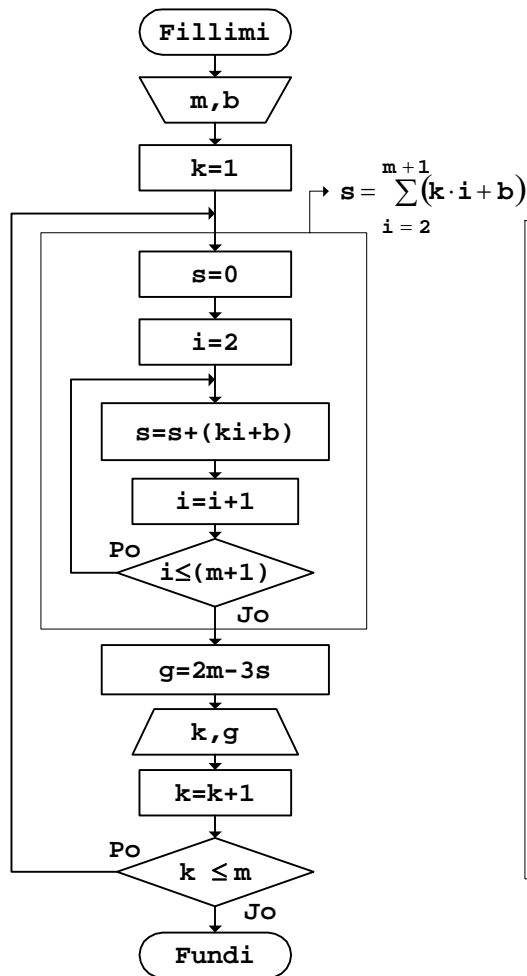 Fillimi
m,b
k=1
s = ∑(k·i+b)
m+1
i = 2
s=0
i=2
s=s+(ki+b)
i=i+1
Po
i≤(m+1)
Jo
g=2m-3s
k,g
k=k+1
Po
k ≤m
Jo
Fundi